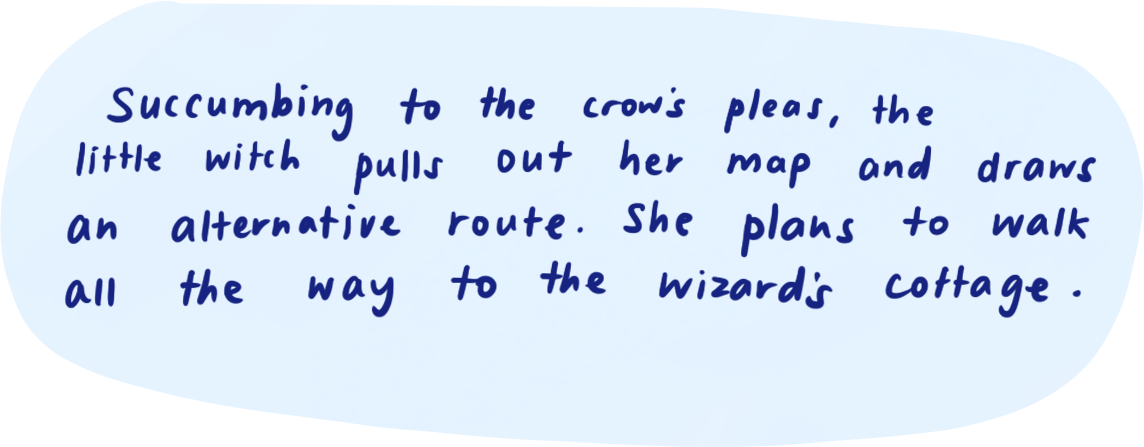 Succumbing to the crow's pleas, the
little witch pulls out her map and draws
an alternative route. She plans to walk
all the way to the wizard's cottage.